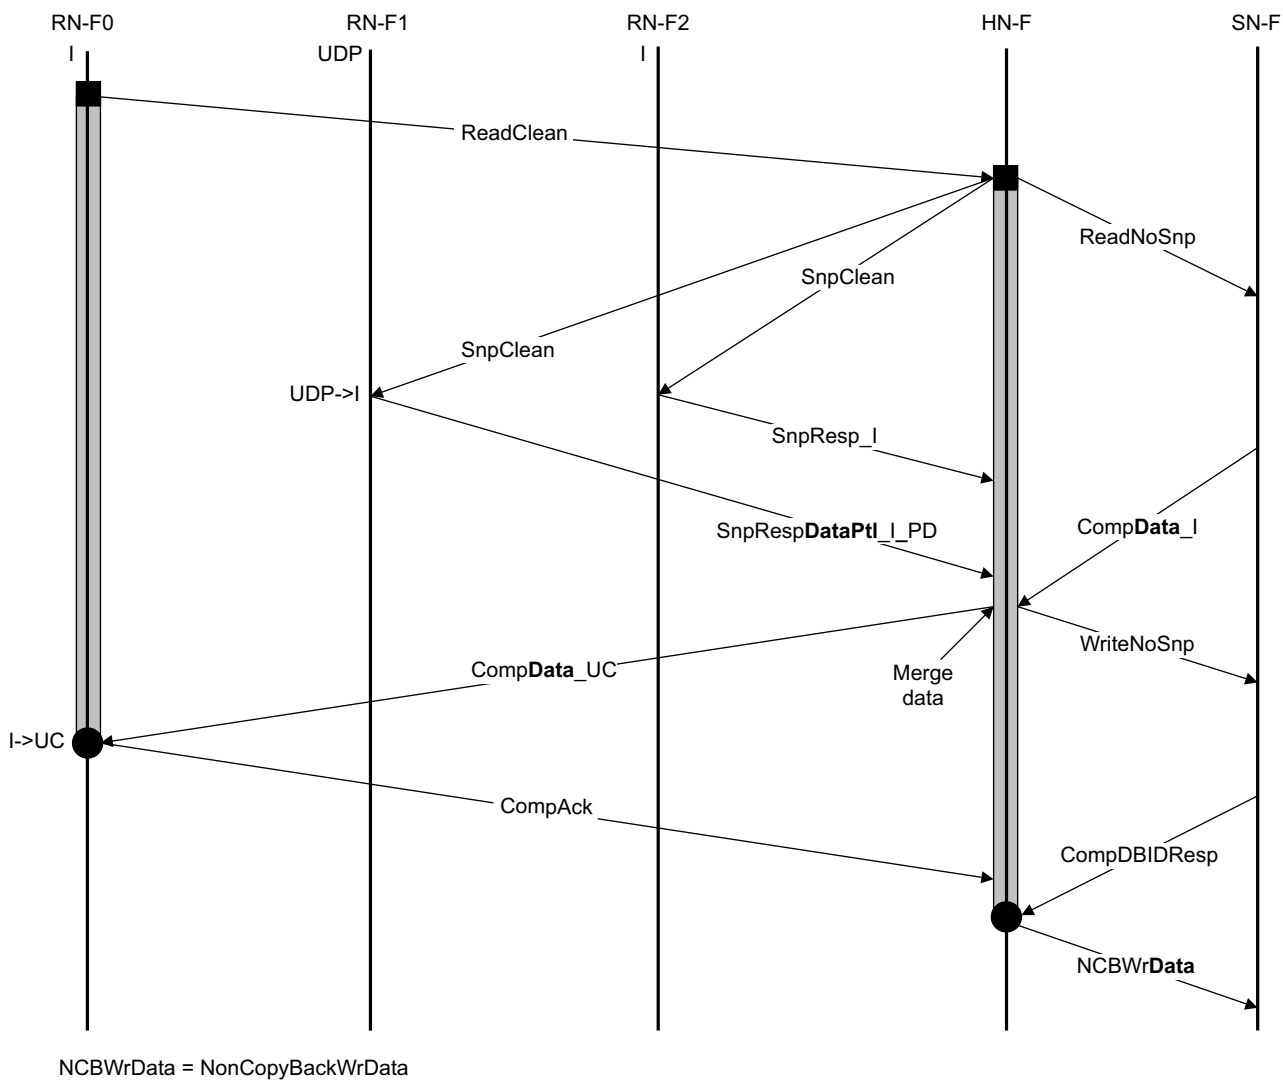 RN-F0 RN-F1 RN-F2 HN-F SN-F
I UDP I
ReadClean
ReadNoSnp
SnpClean
SnpClean
UDP->I
SnpResp_I
SnpRespDataPtl_I_PD
CompData_I
WriteNoSnp
CompData_UC
Merge
data
I->UC
CompAck
CompDBIDResp
NCBWrData
NCBWrData = NonCopyBackWrData